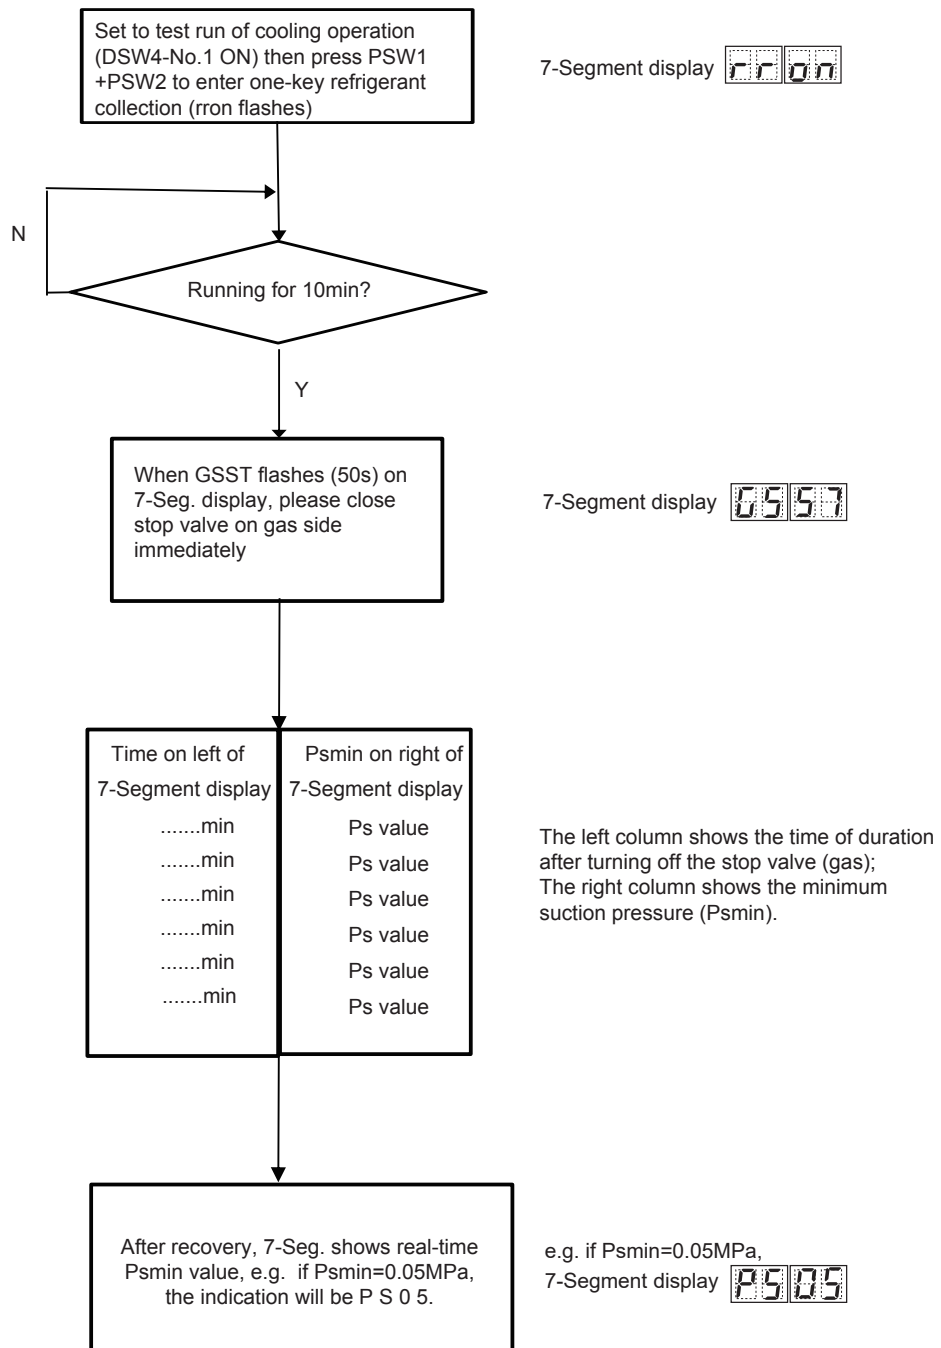 Set to test run of cooling operation
(DSW4-No.1 ON) then press PSW1
+PSW2 to enter one-key refrigerant
collection (rron flashes)
7-Segment display rron
N
Running for 10min?
Y
When GSST flashes (50s) on
7-Seg. display, please close
stop valve on gas side
immediately
7-Segment display GSST
Time on left of
7-Segment display
.......min
.......min
.......min
.......min
.......min
.......min
Psmin on right of
7-Segment display
Ps value
Ps value
Ps value
Ps value
Ps value
Ps value
The left column shows the time of duration
after turning off the stop valve (gas);
The right column shows the minimum
suction pressure (Psmin).
After recovery, 7-Seg. shows real-time
Psmin value, e.g. if Psmin=0.05MPa,
the indication will be P S 0 5.
e.g. if Psmin=0.05MPa,
7-Segment display PS05